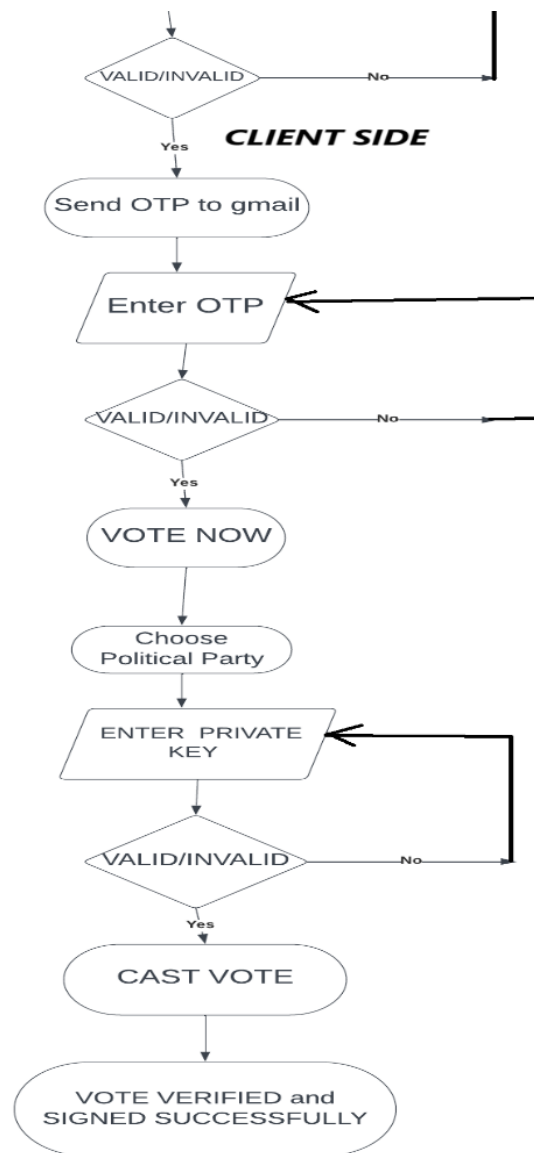 VALID/INVALID
No
Yes
CLIENT SIDE
Send OTP to gmail
Enter OTP
VALID/INVALID
No
Yes
VOTE NOW
Choose
Political Party
ENTER PRIVATE
KEY
VALID/INVALID
No
Yes
CAST VOTE
VOTE VERIFIED and
SIGNED SUCCESSFULLY